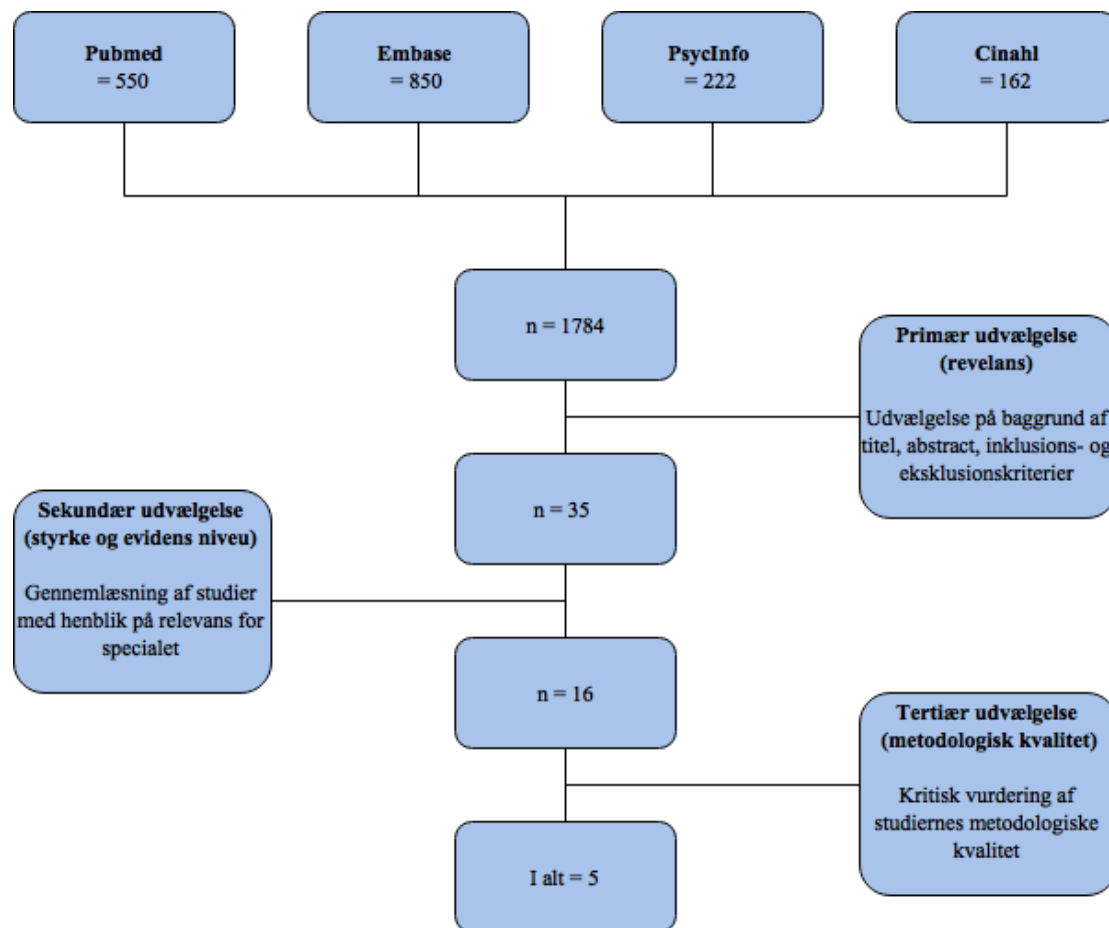 Pubmed
= 550
Embase
= 850
PsycInfo
= 222
Cinahl
= 162
n = 1784
Primær udvælgelse
(revelans)
Udvælgelse på baggrund af
titel, abstract, inklusions- og
eksklusionskriterier
n = 35
Sekundær udvælgelse
(styrke og evidens niveu)
Gennemlæsning af studier
med henblik på relevans for
specialet
n = 16
Tertiær udvælgelse
(metodologisk kvalitet)
Kritisk vurdering af
studiernes metodologiske
kvalitet
I alt = 5